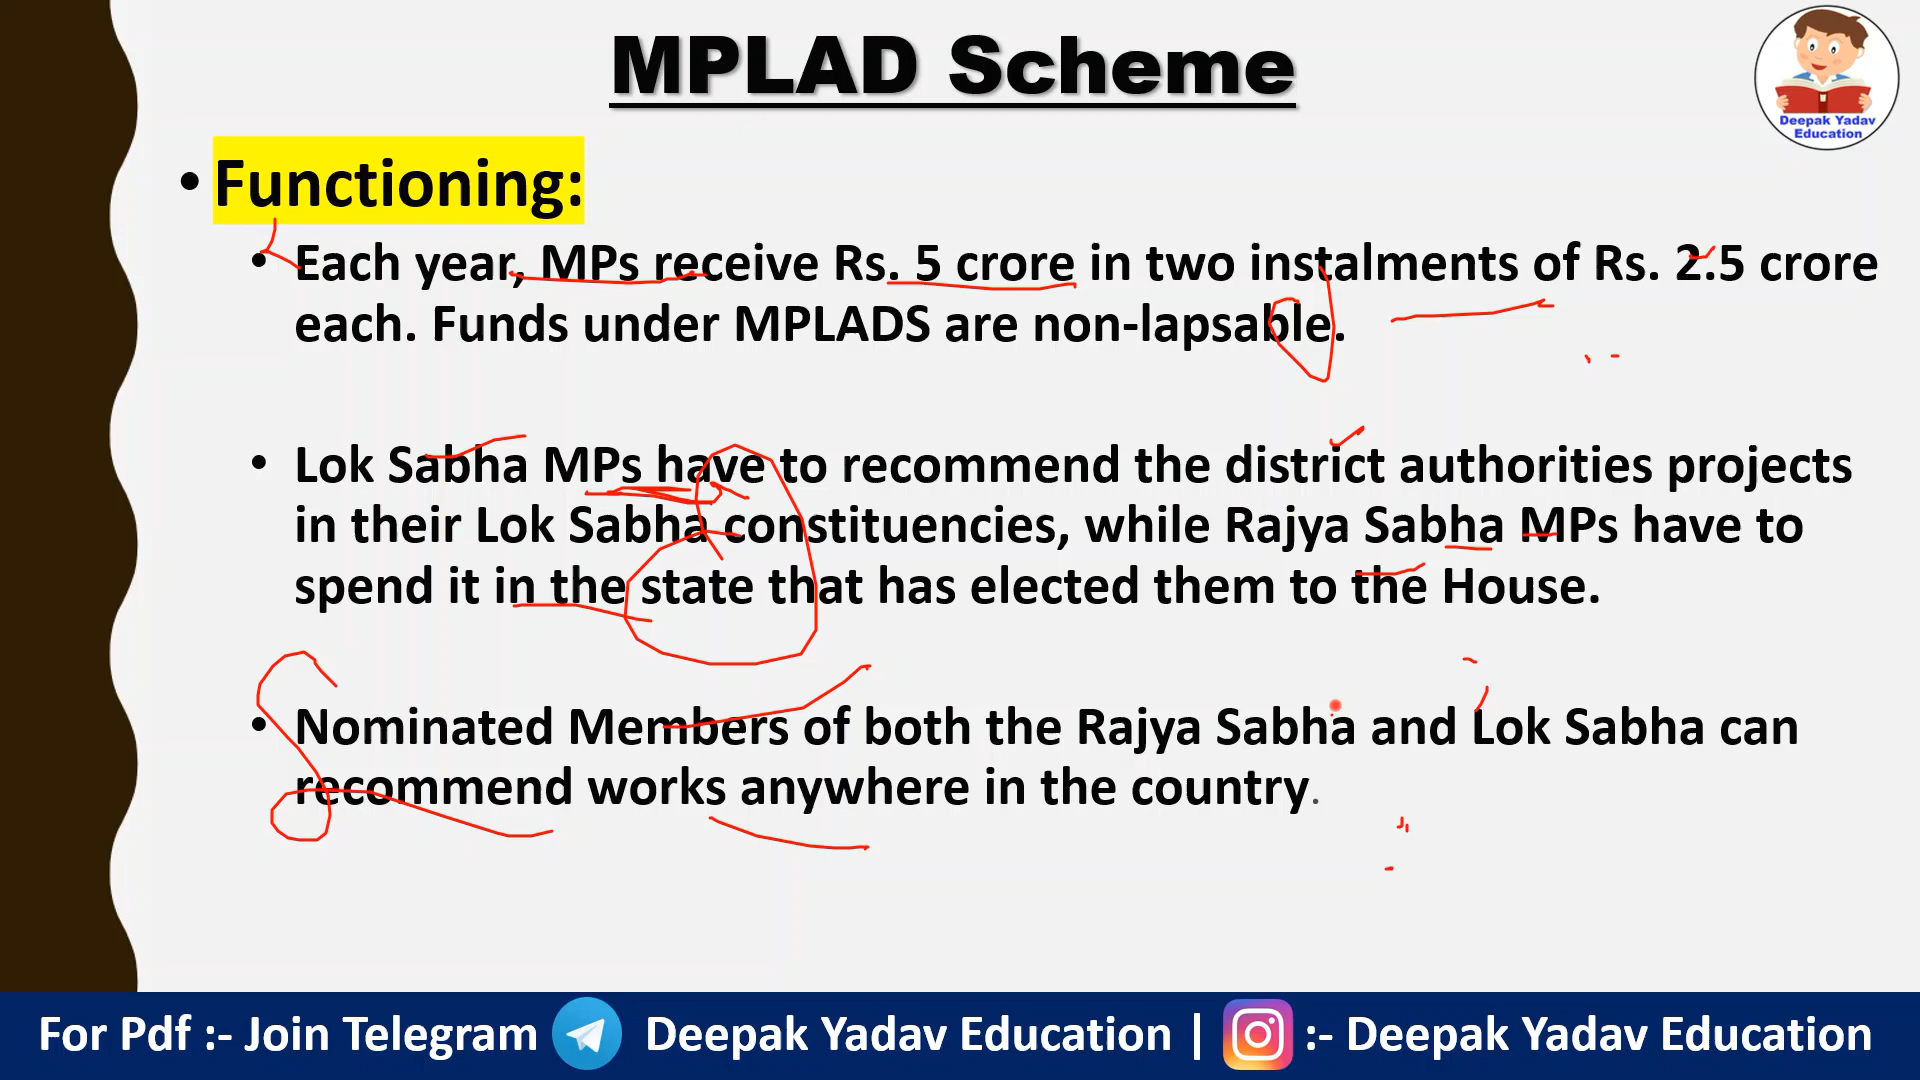 MPLAD Scheme
Deepak Yadav
Education
• Functioning:
• Each year, MPs receive Rs. 5 crore in two instalments of Rs. 2.5 crore
each. Funds under MPLADS are non-lapsable.
• Lok Sabha MPs have to recommend the district authorities projects
in their Lok Sabha constituencies, while Rajya Sabha MPs have to
spend it in the state that has elected them to the House.
• Nominated Members of both the Rajya Sabha and Lok Sabha can
recommend works anywhere in the country.
For Pdf :- Join Telegram Deepak Yadav Education | :- Deepak Yadav Education